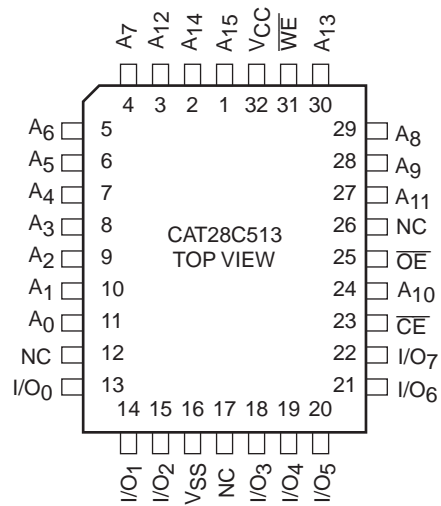 A7 A12 A14 A15 VCC W̅E̅ A13
4 3 2 1 32 31 30
A6 5 29 A8
A5 6 28 A9
A4 7 27 A11
A3 8 26 NC
CAT28C513
TOP VIEW
A2 9 25 O̅E̅
A1 10 24 A10
A0 11 23 C̅E̅
NC 12 22 I/O7
I/O0 13 21 I/O6
14 15 16 17 18 19 20
I/O1 I/O2 VSS NC I/O3 I/O4 I/O5